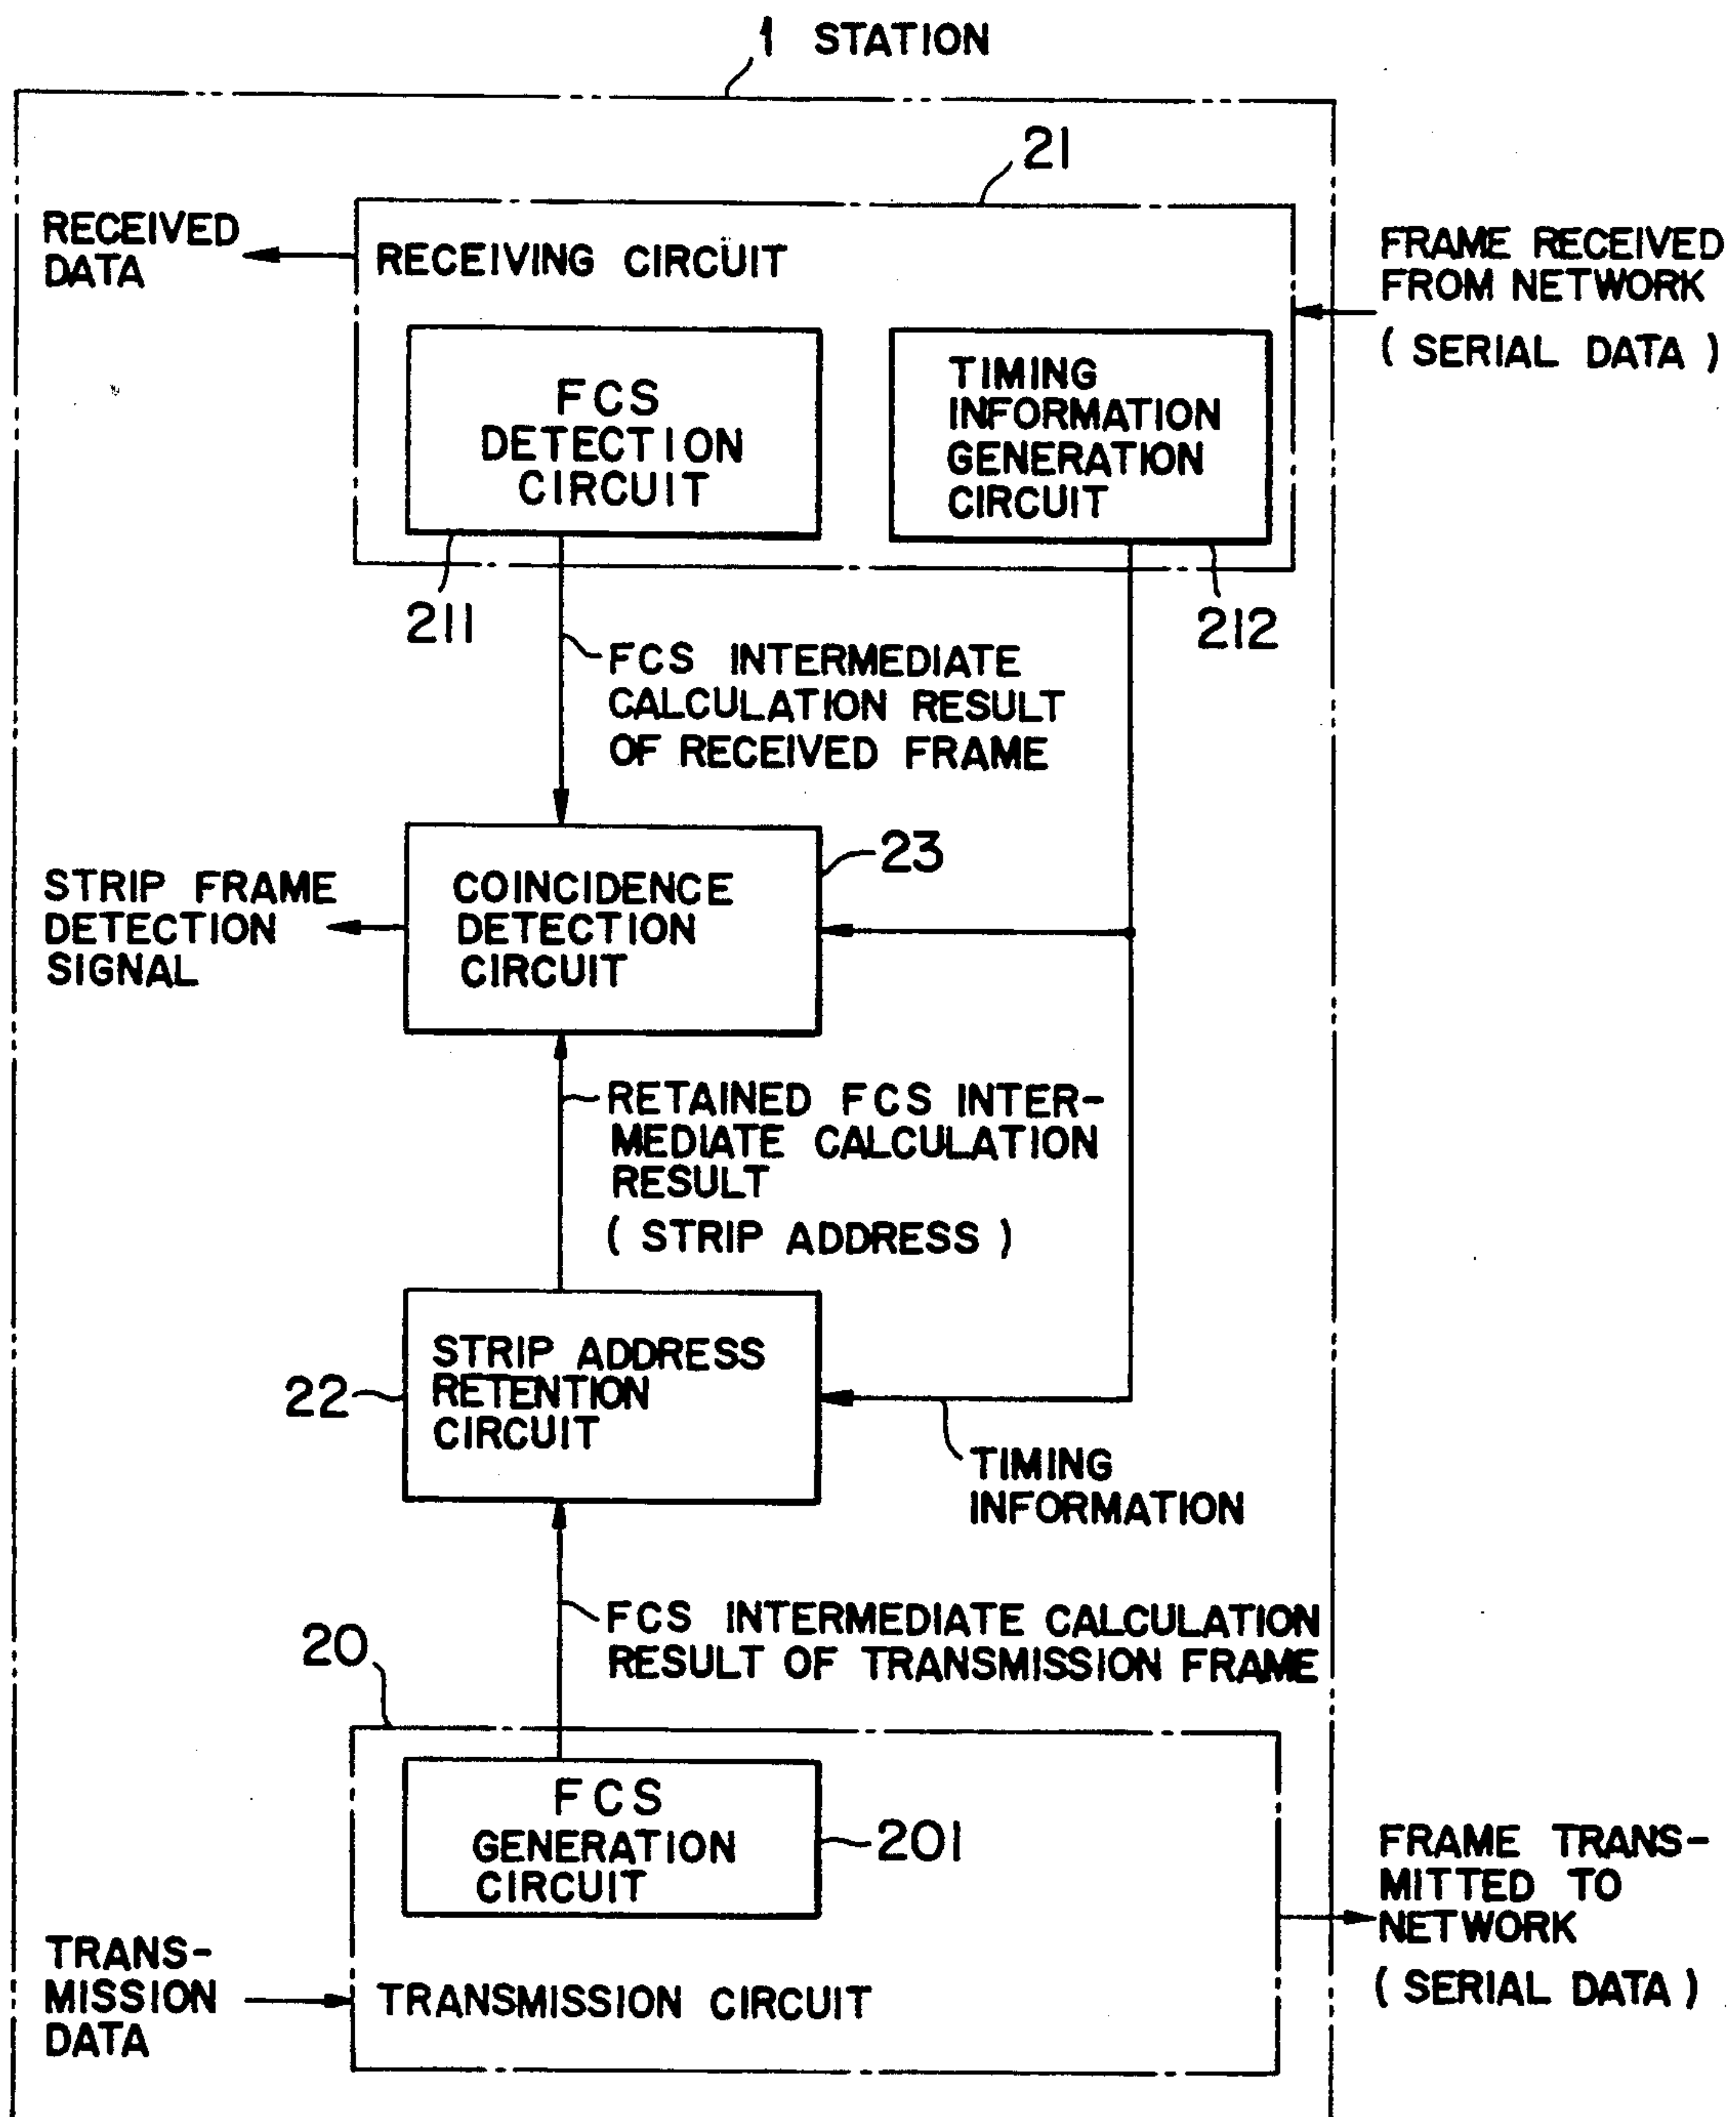 1 STATION
21
RECEIVED
DATA
RECEIVING CIRCUIT
FRAME RECEIVED
FROM NETWORK
( SERIAL DATA )
FCS
DETECTION
CIRCUIT
TIMING
INFORMATION
GENERATION
CIRCUIT
211
212
FCS INTERMEDIATE
CALCULATION RESULT
OF RECEIVED FRAME
23
STRIP FRAME
DETECTION
SIGNAL
COINCIDENCE
DETECTION
CIRCUIT
RETAINED FCS INTER-
MEDIATE CALCULATION
RESULT
( STRIP ADDRESS )
22
STRIP ADDRESS
RETENTION
CIRCUIT
TIMING
INFORMATION
FCS INTERMEDIATE CALCULATION
RESULT OF TRANSMISSION FRAME
20
FCS
GENERATION
CIRCUIT
201
FRAME TRANS-
MITTED TO
NETWORK
( SERIAL DATA )
TRANS-
MISSION
DATA
TRANSMISSION CIRCUIT